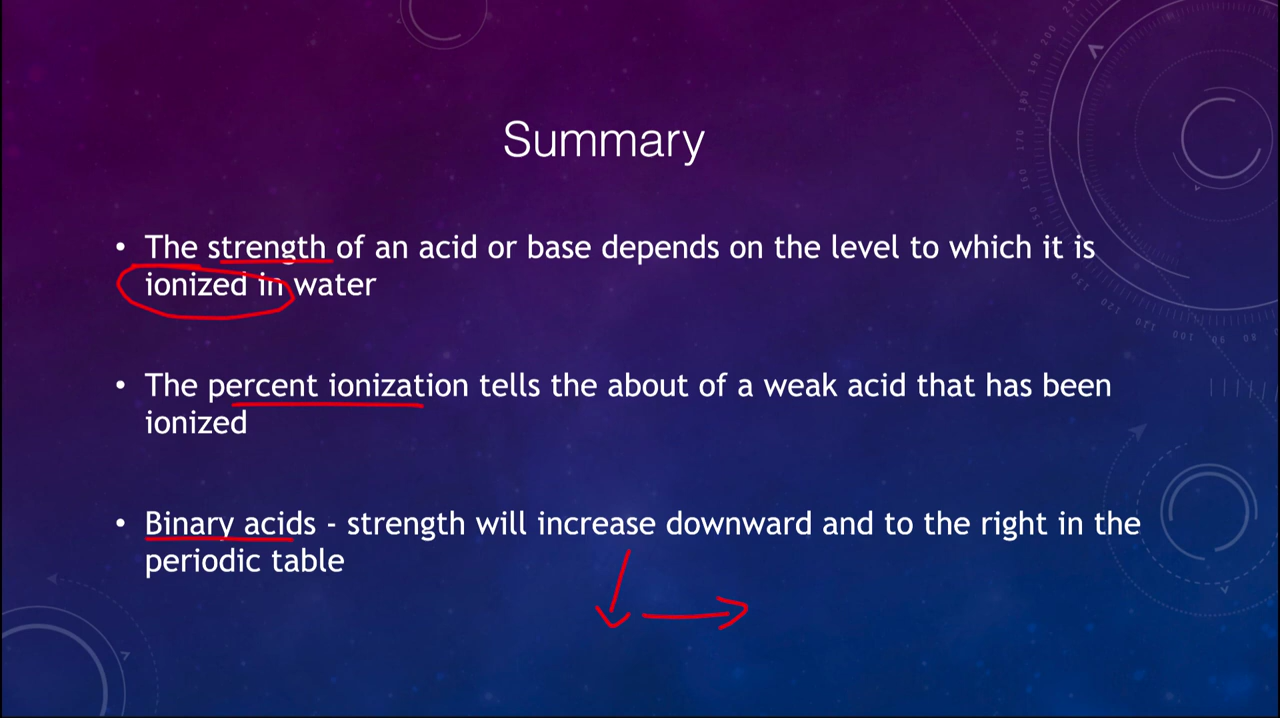 Summary
• The strength of an acid or base depends on the level to which it is
ionized in water
• The percent ionization tells the about of a weak acid that has been
ionized
• Binary acids - strength will increase downward and to the right in the
periodic table